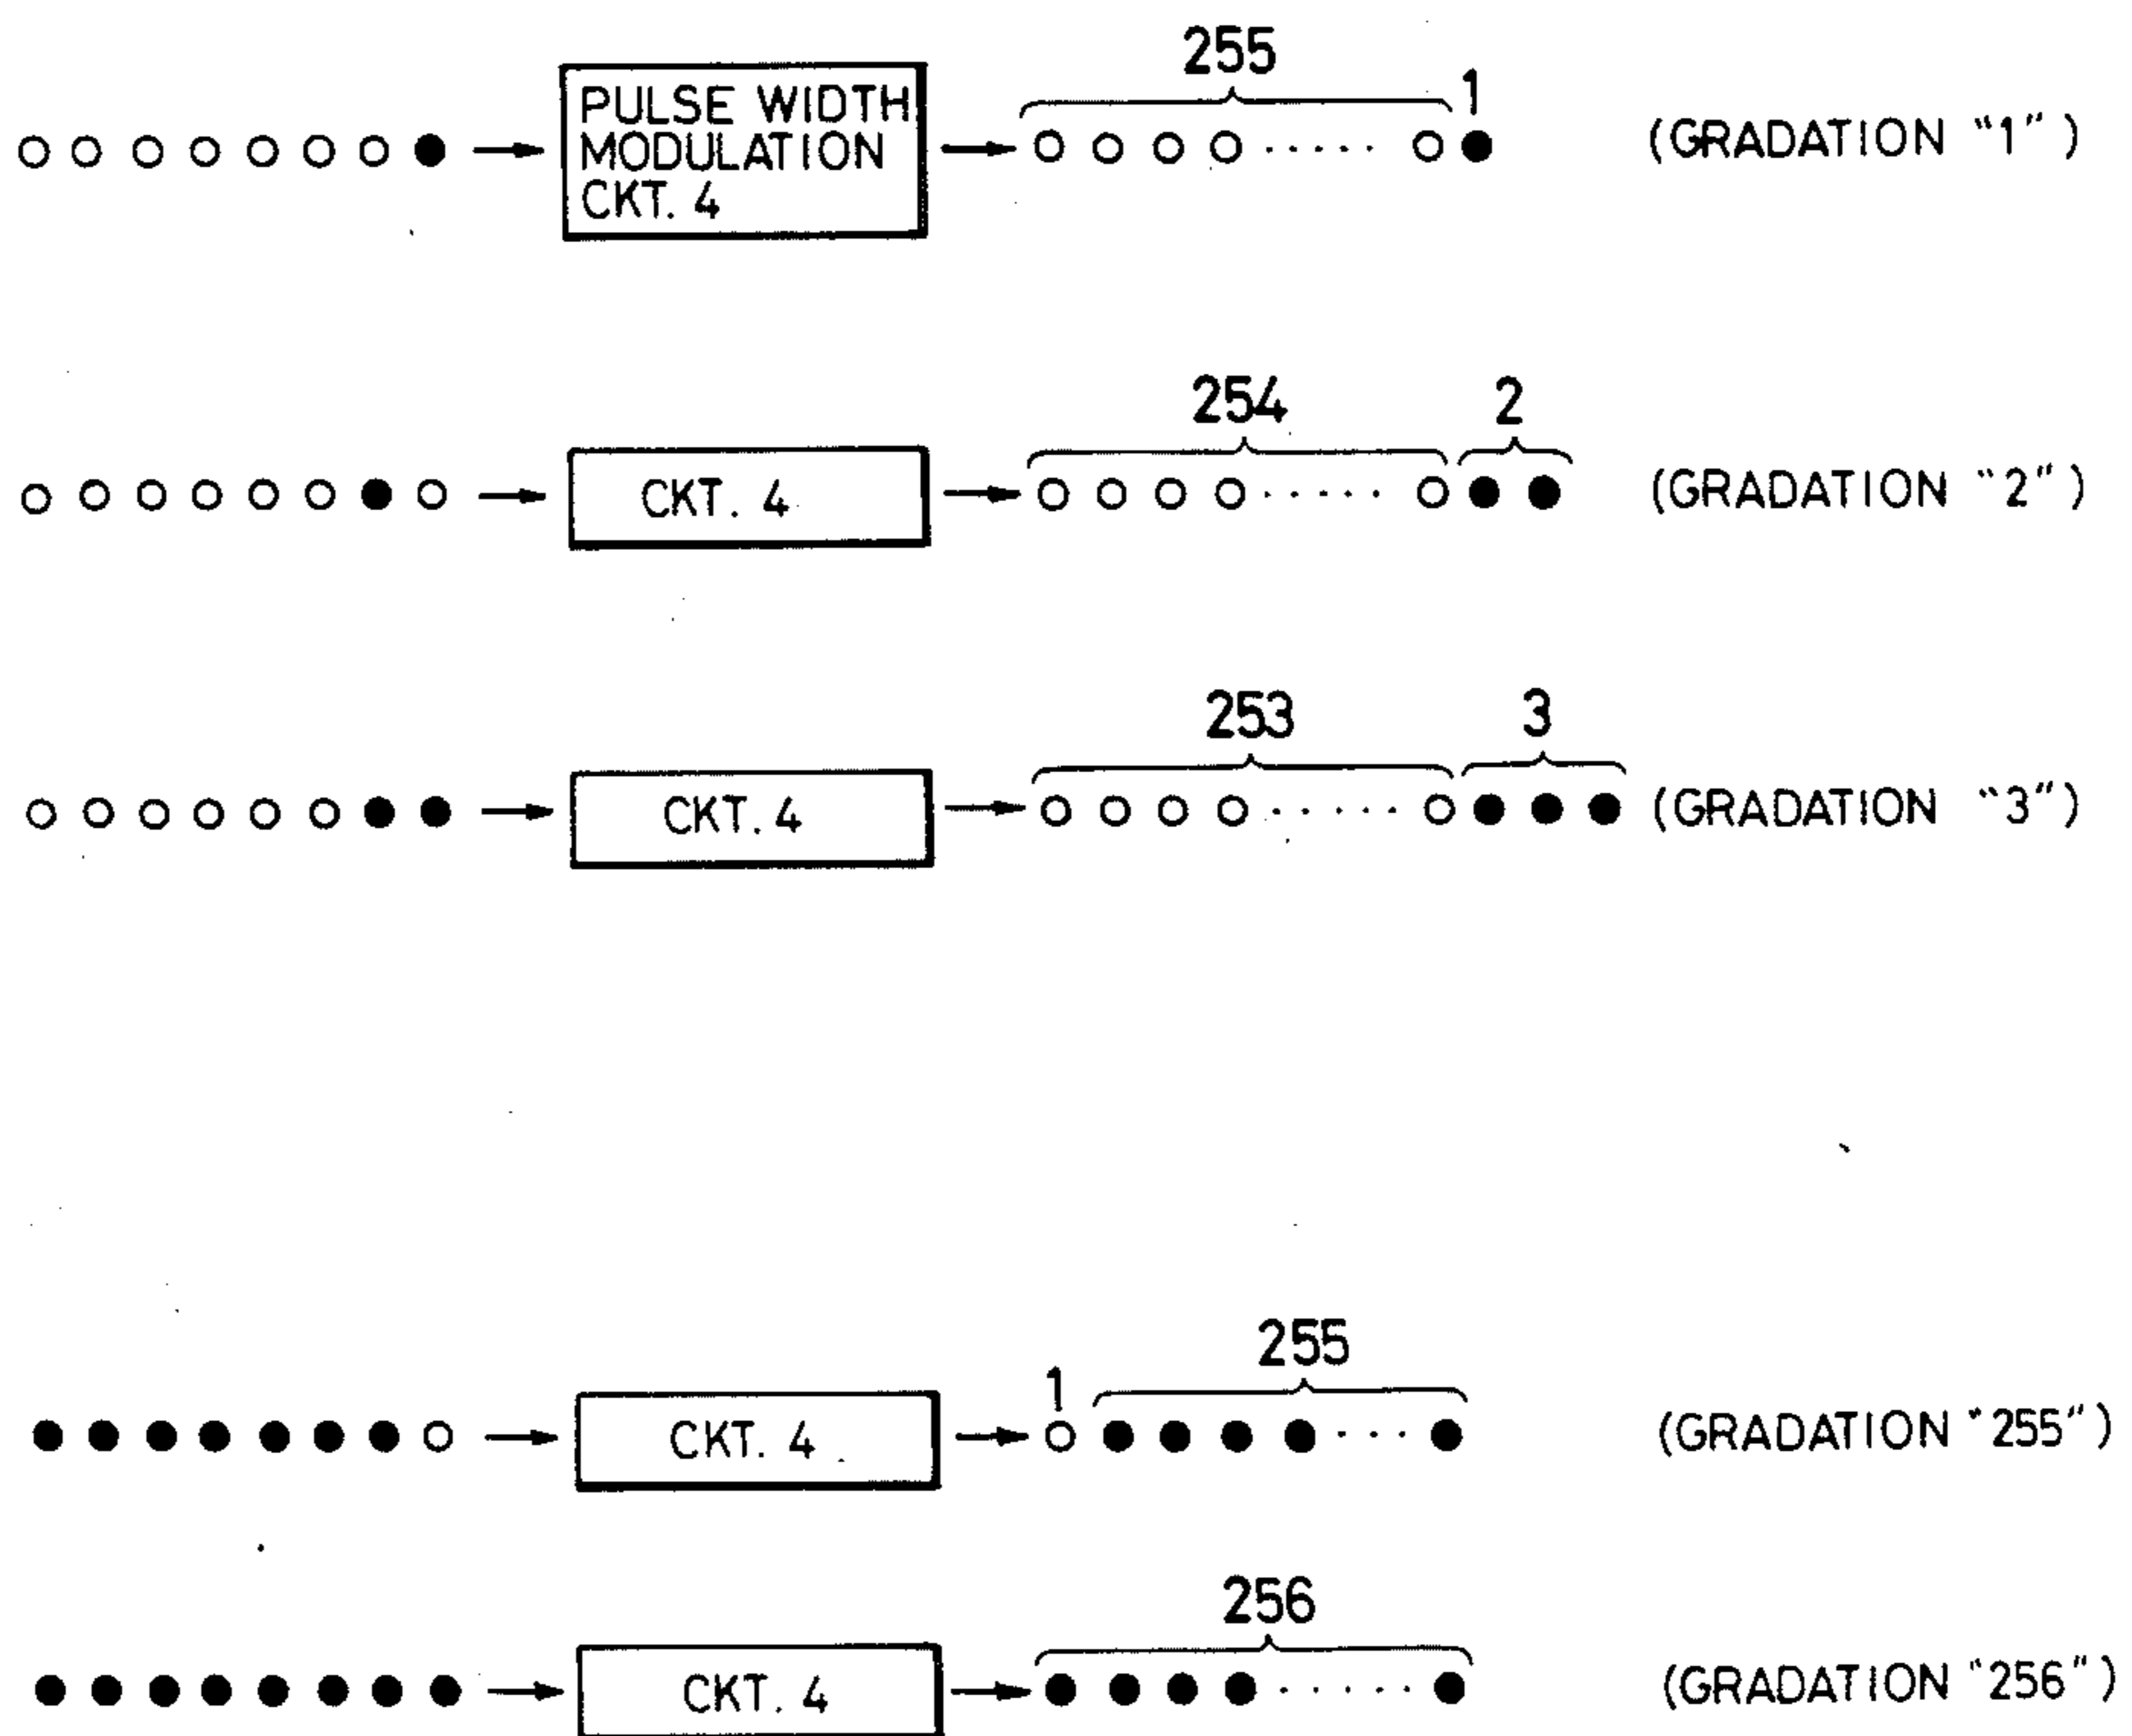 255
1
PULSE WIDTH
MODULATION
CKT. 4
(GRADATION "1")
254
2
CKT. 4
(GRADATION "2")
253
3
CKT. 4
(GRADATION "3")
1
255
CKT. 4
(GRADATION "255")
256
CKT. 4
(GRADATION "256")